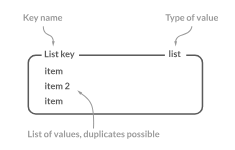 Key name Type of value
List key list
item
item 2
item
List of values, duplicates possible